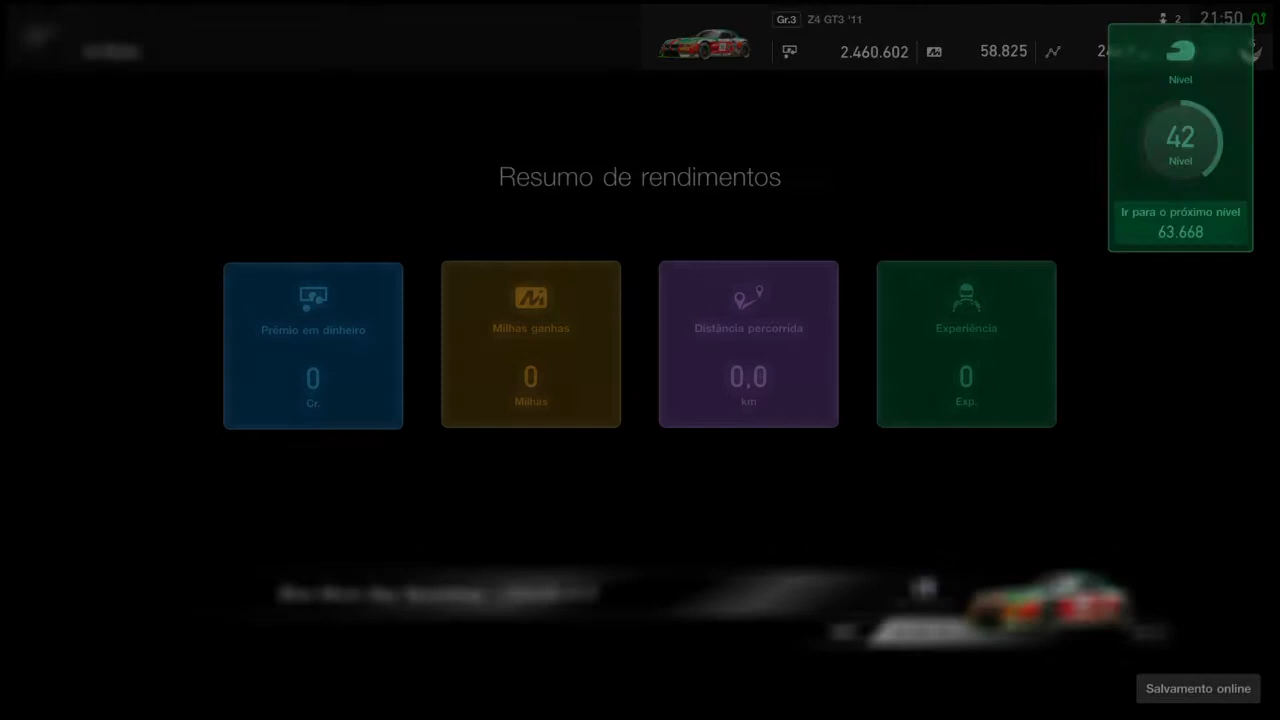 Gr.3 Z4 GT3 '11
2 21:50
2.460.602 58.825
Nível
42
Nível
Ir para o próximo nível
63.668
Resumo de rendimentos
Prêmio em dinheiro
0
Cr.
Milhas ganhas
0
Milhas
Distância percorrida
0,0
km
Experiência
0
Exp.
Salvamento online